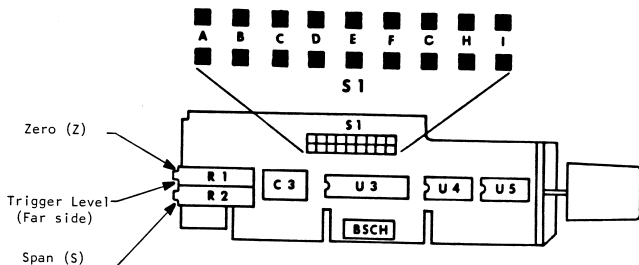 A B C D E F G H I
S1
S1
Zero (Z)
R 1
C 3
U 3
U 4
U 5
Trigger Level
(Far side)
R 2
BSCH
Span (S)